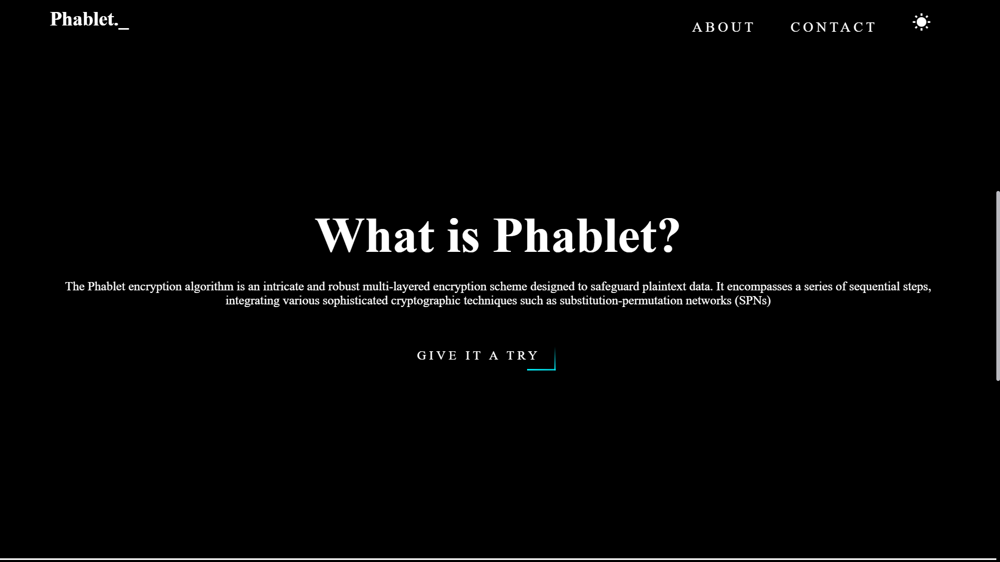 Phablet._
ABOUT CONTACT
What is Phablet?
The Phablet encryption algorithm is an intricate and robust multi-layered encryption scheme designed to safeguard plaintext data. It encompasses a series of sequential steps,
integrating various sophisticated cryptographic techniques such as substitution-permutation networks (SPNs)
GIVE IT A TRY